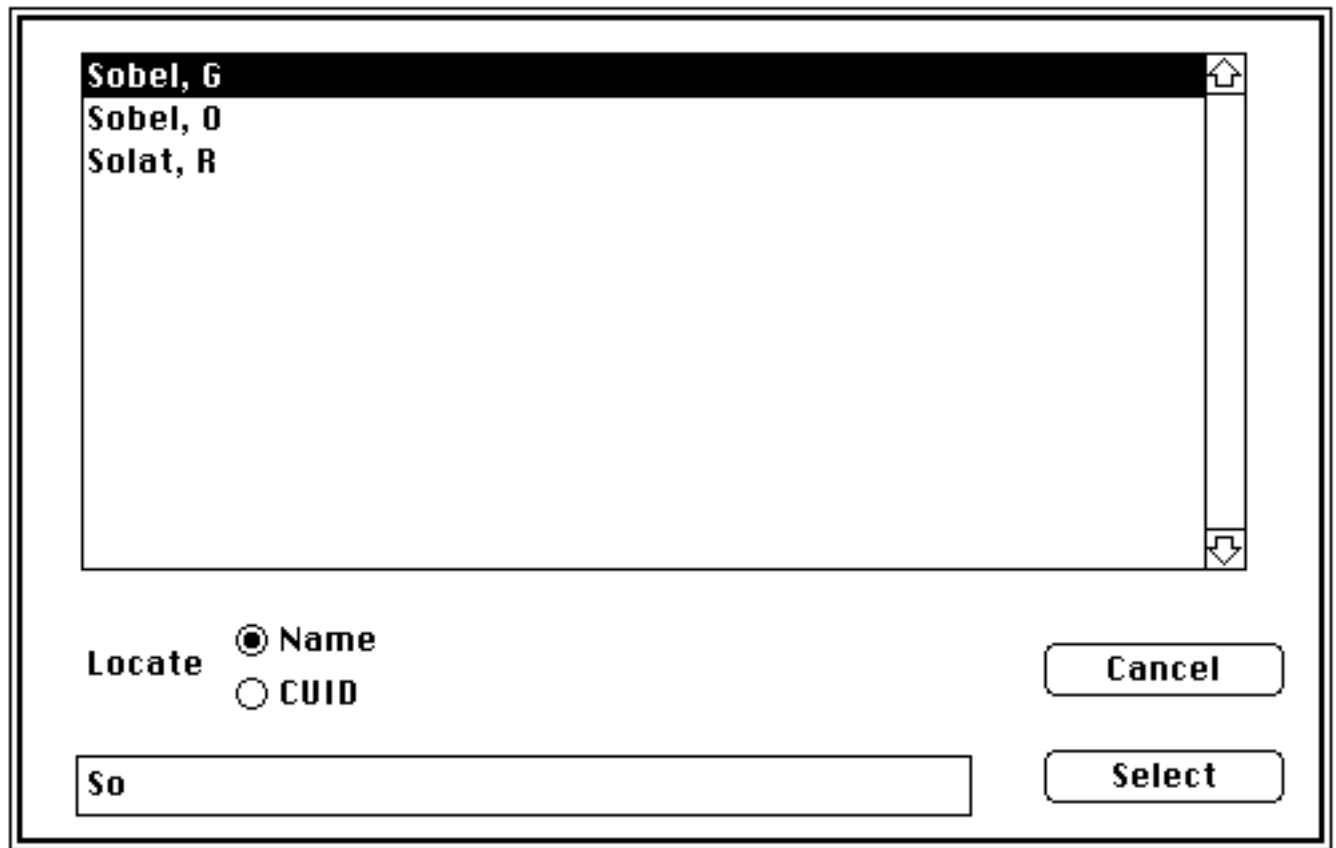 Sobel, G
Sobel, O
Solat, R
Locate
Name
CUID
Cancel
So
Select